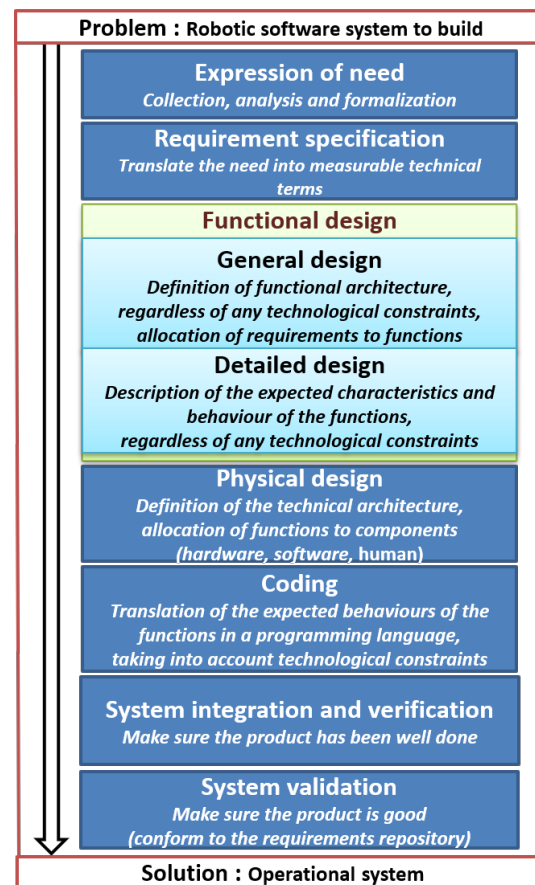 Problem : Robotic software system to build
Expression of need
Collection, analysis and formalization
Requirement specification
Translate the need into measurable technical
terms
Functional design
General design
Definition of functional architecture,
regardless of any technological constraints,
allocation of requirements to functions
Detailed design
Description of the expected characteristics and
behaviour of the functions,
regardless of any technological constraints
Physical design
Definition of the technical architecture,
allocation of functions to components
(hardware, software, human)
Coding
Translation of the expected behaviours of the
functions in a programming language,
taking into account technological constraints
System integration and verification
Make sure the product has been well done
System validation
Make sure the product is good
(conform to the requirements repository)
Solution : Operational system